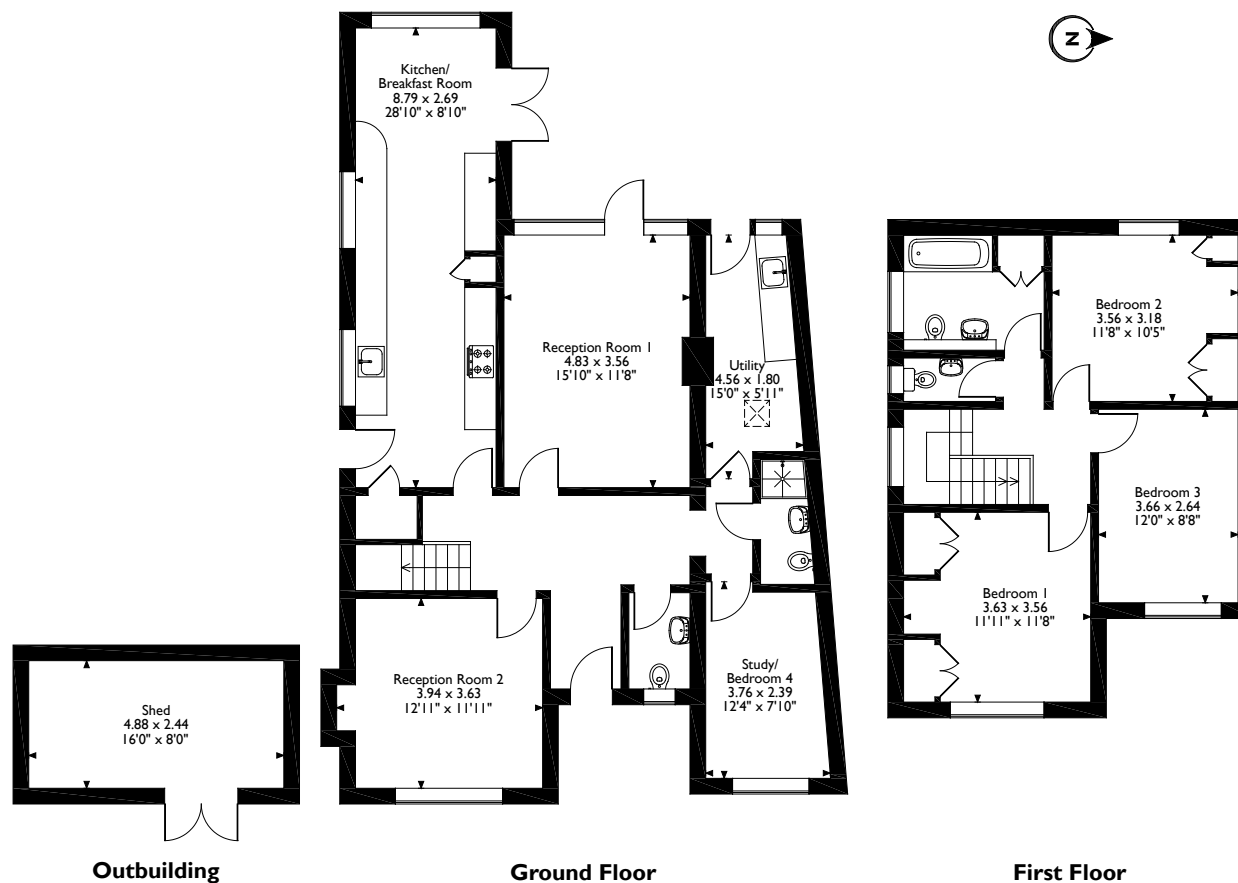 N
Kitchen/
Breakfast Room
8.79 x 2.69
28'10" x 8'10"
Reception Room 1
4.83 x 3.56
15'10" x 11'8"
Utility
4.56 x 1.80
15'0" x 5'11"
Reception Room 2
3.94 x 3.63
12'11" x 11'11"
Study/
Bedroom 4
3.76 x 2.39
12'4" x 7'10"
Shed
4.88 x 2.44
16'0" x 8'0"
Bedroom 2
3.56 x 3.18
11'8" x 10'5"
Bedroom 3
3.66 x 2.64
12'0" x 8'8"
Bedroom 1
3.63 x 3.56
11'11" x 11'8"
Outbuilding
Ground Floor
First Floor